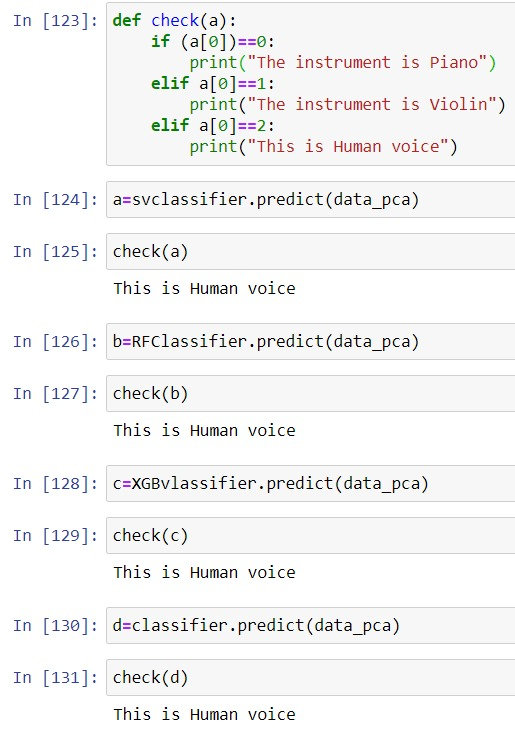 In [123]: def check(a):
    if (a[0])==0:
        print("The instrument is Piano")
    elif a[0]==1:
        print("The instrument is Violin")
    elif a[0]==2:
        print("This is Human voice")
In [124]: a=svclassifier.predict(data_pca)
In [125]: check(a)
This is Human voice
In [126]: b=RFClassifier.predict(data_pca)
In [127]: check(b)
This is Human voice
In [128]: c=XGBvlassifier.predict(data_pca)
In [129]: check(c)
This is Human voice
In [130]: d=classifier.predict(data_pca)
In [131]: check(d)
This is Human voice